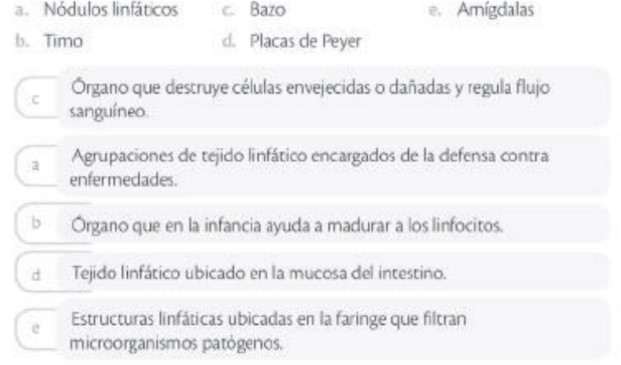 a. Nódulos linfáticos c. Bazo e. Amígdalas
b. Timo d. Placas de Peyer
c Órgano que destruye células envejecidas o dañadas y regula flujo
sanguíneo.
a Agrupaciones de tejido linfático encargados de la defensa contra
enfermedades.
b Órgano que en la infancia ayuda a madurar a los linfocitos.
d Tejido linfático ubicado en la mucosa del intestino.
e Estructuras linfáticas ubicadas en la faringe que filtran
microorganismos patógenos.